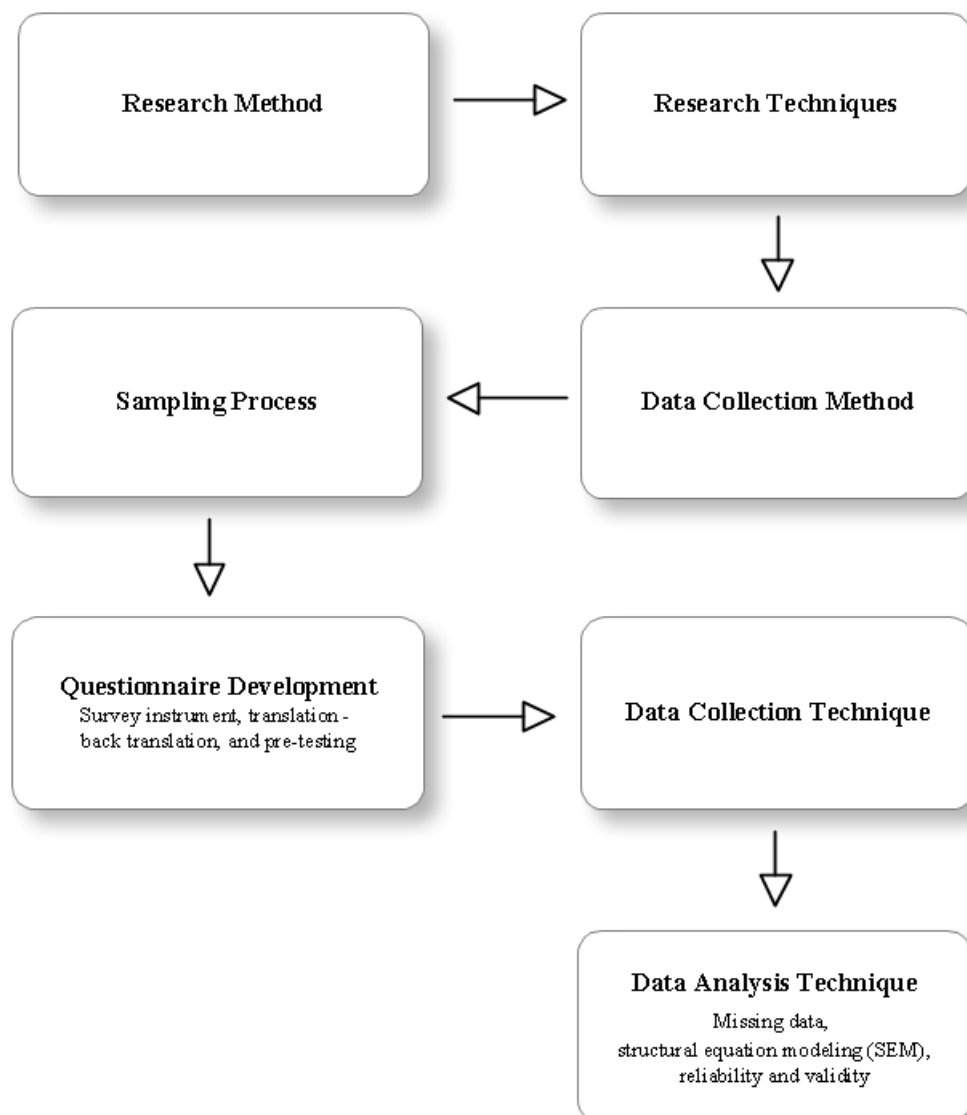 Research Method
Research Techniques
Data Collection Method
Sampling Process
Questionnaire Development
Survey instrument, translation -
back translation, and pre-testing
Data Collection Technique
Data Analysis Technique
Missing data,
structural equation modeling (SEM),
reliability and validity